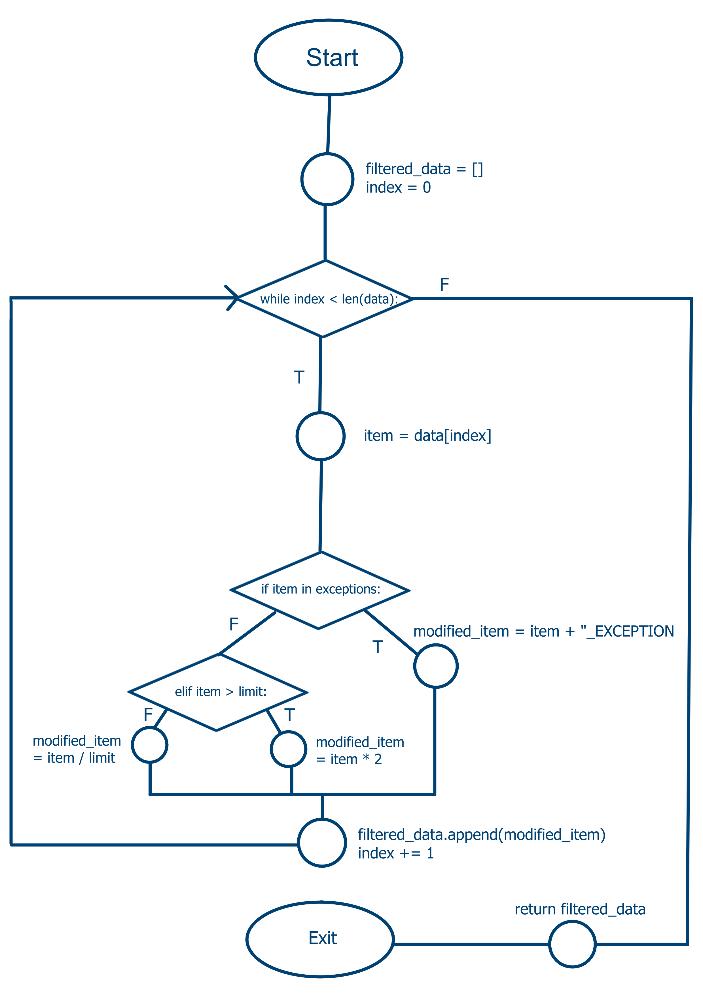 Start
filtered_data = []
index = 0
while index < len(data):
F
T
item = data[index]
if item in exceptions:
F
T
modified_item = item + "_EXCEPTION
elif item > limit:
F
T
modified_item
= item / limit
modified_item
= item * 2
filtered_data.append(modified_item)
index += 1
return filtered_data
Exit